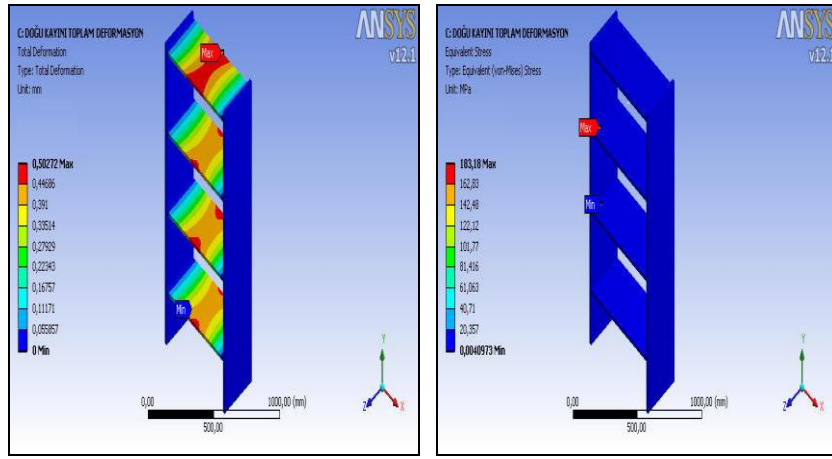 C: DOĞU KAYINI TOPLAM DEFORMASYON
Total Deformation
Type: Total Deformation
Unit: mm
ANSYS
v12.1
Max
0,50272 Max
0,44686
0,391
0,33514
0,27929
0,22343
0,16757
0,11171
0,055857
0 Min
Min
Y
Z
X
0,00
1000,00 (mm)
500,00
C: DOĞU KAYINI TOPLAM DEFORMASYON
Equivalent Stress
Type: Equivalent (von-Mises) Stress
Unit: MPa
ANSYS
v12.1
Max
Min
183,18 Max
162,83
142,48
122,12
101,77
81,416
61,063
40,71
20,357
0,0040973 Min
Y
Z
X
0,00
1000,00 (mm)
500,00